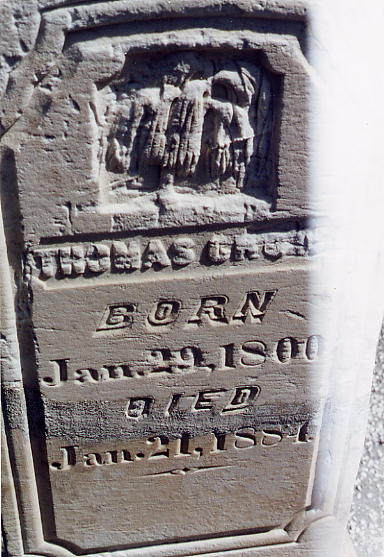 THOMAS
BORN
Jan. 29, 1800
DIED
Jan. 21, 1884.